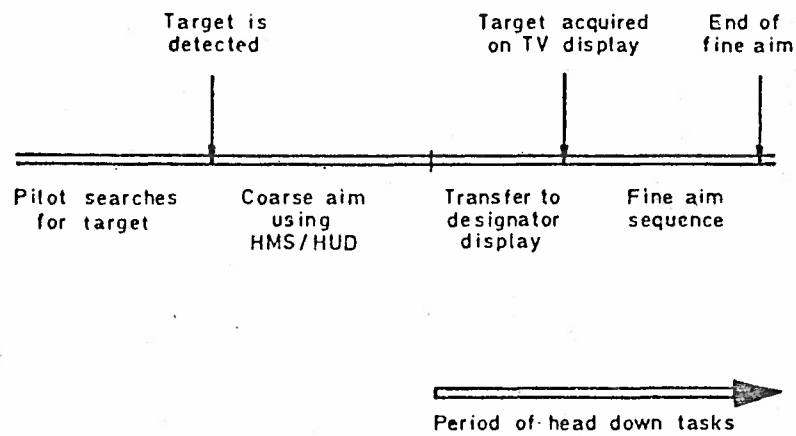 Target is
detected
Target acquired
on TV display
End of
fine aim
Pilot searches
for target
Coarse aim
using
HMS/HUD
Transfer to
designator
display
Fine aim
sequence
Period of head down tasks